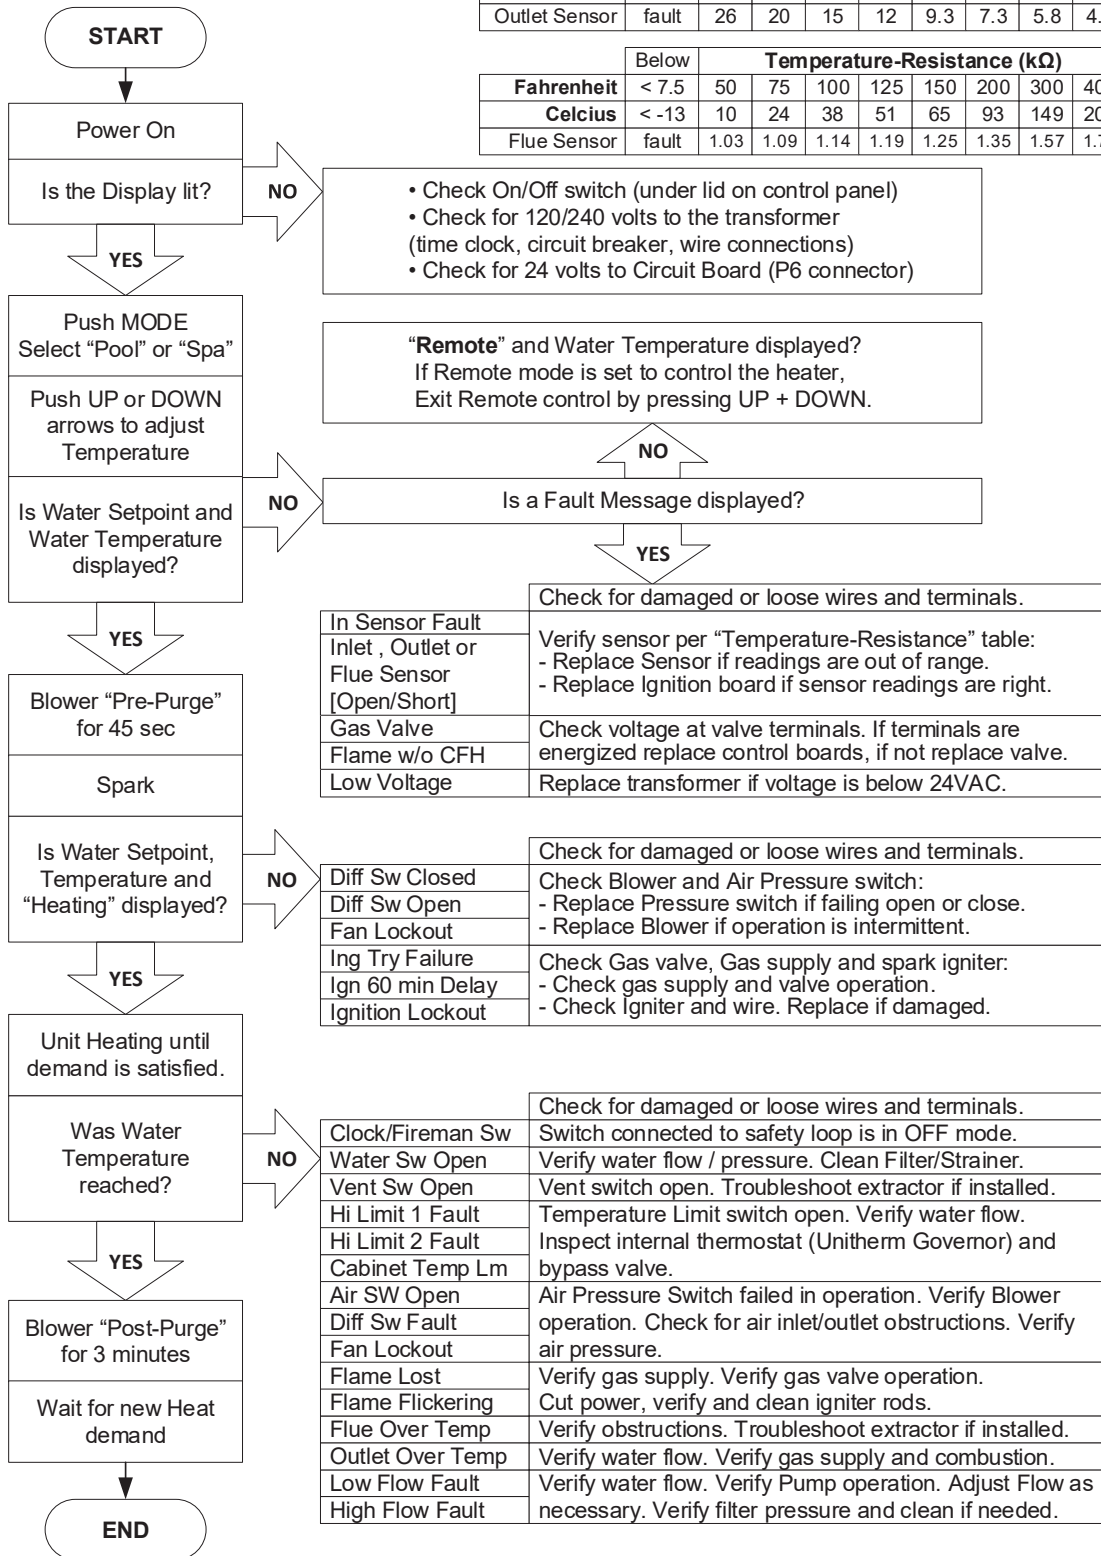 Outlet Sensor fault 26 20 15 12 9.3 7.3 5.8
Below Temperature-Resistance (kΩ)
Fahrenheit < 7.5 50 75 100 125 150 200 300
Celcius < -13 10 24 38 51 65 93 149
Flue Sensor fault 1.03 1.09 1.14 1.19 1.25 1.35 1.57
START
Power On
Is the Display lit?
NO
• Check On/Off switch (under lid on control panel)
• Check for 120/240 volts to the transformer
(time clock, circuit breaker, wire connections)
• Check for 24 volts to Circuit Board (P6 connector)
YES
Push MODE
Select “Pool” or “Spa”
Push UP or DOWN
arrows to adjust
Temperature
Is Water Setpoint and
Water Temperature
displayed?
NO
“Remote” and Water Temperature displayed?
If Remote mode is set to control the heater,
Exit Remote control by pressing UP + DOWN.
NO
Is a Fault Message displayed?
YES
Check for damaged or loose wires and terminals.
In Sensor Fault
Inlet , Outlet or
Flue Sensor
[Open/Short]
Verify sensor per “Temperature-Resistance” table:
- Replace Sensor if readings are out of range.
- Replace Ignition board if sensor readings are right.
Gas Valve
Flame w/o CFH
Check voltage at valve terminals. If terminals are
energized replace control boards, if not replace valve.
Low Voltage
Replace transformer if voltage is below 24VAC.
YES
Blower “Pre-Purge”
for 45 sec
Spark
Is Water Setpoint,
Temperature and
“Heating” displayed?
NO
Check for damaged or loose wires and terminals.
Diff Sw Closed
Diff Sw Open
Fan Lockout
Check Blower and Air Pressure switch:
- Replace Pressure switch if failing open or close.
- Replace Blower if operation is intermittent.
Ing Try Failure
Ign 60 min Delay
Ignition Lockout
Check Gas valve, Gas supply and spark igniter:
- Check gas supply and valve operation.
- Check Igniter and wire. Replace if damaged.
YES
Unit Heating until
demand is satisfied.
Was Water
Temperature
reached?
NO
Check for damaged or loose wires and terminals.
Clock/Fireman Sw
Switch connected to safety loop is in OFF mode.
Water Sw Open
Verify water flow / pressure. Clean Filter/Strainer.
Vent Sw Open
Vent switch open. Troubleshoot extractor if installed.
Hi Limit 1 Fault
Hi Limit 2 Fault
Cabinet Temp Lm
Temperature Limit switch open. Verify water flow.
Inspect internal thermostat (Unitherm Governor) and
bypass valve.
Air SW Open
Diff Sw Fault
Fan Lockout
Air Pressure Switch failed in operation. Verify Blower
operation. Check for air inlet/outlet obstructions. Verify
air pressure.
Flame Lost
Verify gas supply. Verify gas valve operation.
Flame Flickering
Cut power, verify and clean igniter rods.
Flue Over Temp
Verify obstructions. Troubleshoot extractor if installed.
Outlet Over Temp
Verify water flow. Verify gas supply and combustion.
Low Flow Fault
High Flow Fault
Verify water flow. Verify Pump operation. Adjust Flow as
necessary. Verify filter pressure and clean if needed.
YES
Blower “Post-Purge”
for 3 minutes
Wait for new Heat
demand
END